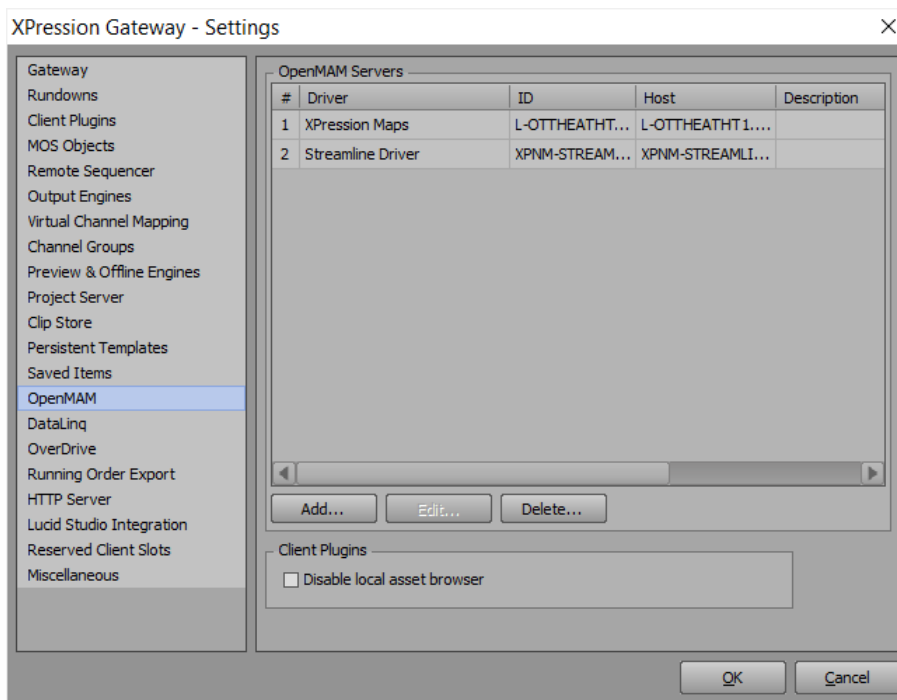 XPression Gateway - Settings
Gateway
Rundowns
Client Plugins
MOS Objects
Remote Sequencer
Output Engines
Virtual Channel Mapping
Channel Groups
Preview & Offline Engines
Project Server
Clip Store
Persistent Templates
Saved Items
OpenMAM
DataLinq
OverDrive
Running Order Export
HTTP Server
Lucid Studio Integration
Reserved Client Slots
Miscellaneous
OpenMAM Servers
# Driver ID Host Description
1 XPression Maps L-OTTHEATHT... L-OTTHEATHT1....
2 Streamline Driver XPNM-STREAM... XPNM-STREAMLI...
Add... Edit... Delete...
Client Plugins
Disable local asset browser
OK Cancel